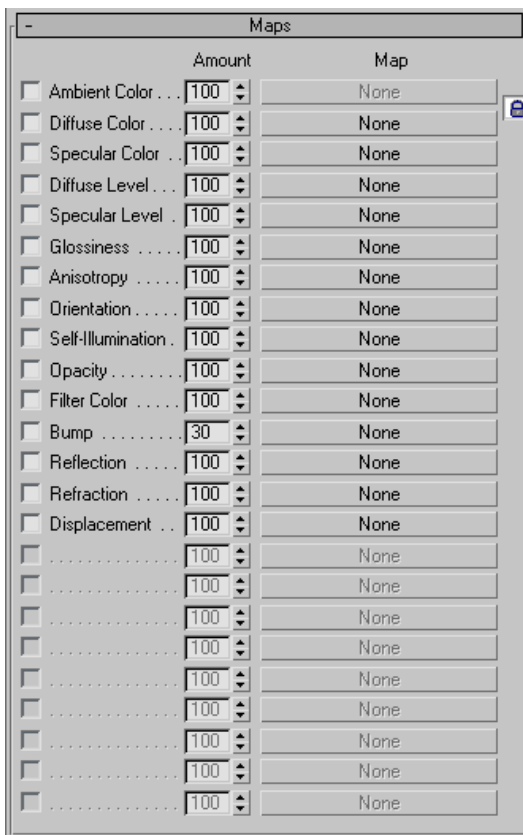 - Maps
Amount Map
Ambient Color . . . 100 None
Diffuse Color . . . . 100 None
Specular Color . . 100 None
Diffuse Level . . . 100 None
Specular Level . 100 None
Glossiness . . . . . 100 None
Anisotropy . . . . . 100 None
Orientation . . . . . 100 None
Self-Illumination . 100 None
Opacity . . . . . . . . 100 None
Filter Color . . . . . 100 None
Bump . . . . . . . . . 30 None
Reflection . . . . . 100 None
Refraction . . . . . 100 None
Displacement . . 100 None
. . . . . . . . . . . . . . 100 None
. . . . . . . . . . . . . . 100 None
. . . . . . . . . . . . . . 100 None
. . . . . . . . . . . . . . 100 None
. . . . . . . . . . . . . . 100 None
. . . . . . . . . . . . . . 100 None
. . . . . . . . . . . . . . 100 None
. . . . . . . . . . . . . . 100 None
. . . . . . . . . . . . . . 100 None